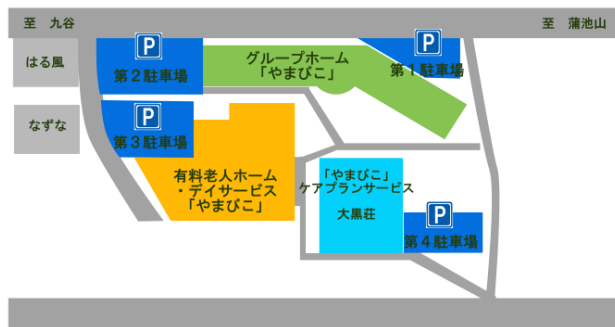 至　九谷
至　蒲池山
P
P
はる風
第２駐車場
グループホーム
「やまびこ」
第１駐車場
なずな
P
第３駐車場
有料老人ホーム
・デイサービス
「やまびこ」
「やまびこ」
ケアプランサービス
大黒荘
P
第４駐車場